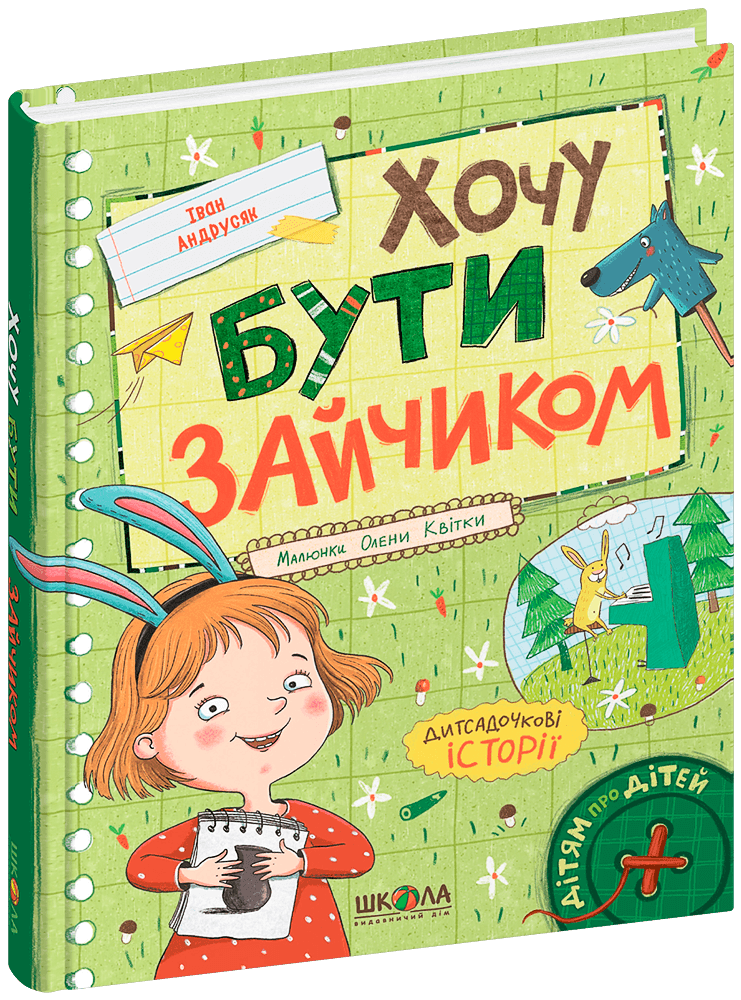 Іван
Андрусяк
Хочу
бути
зайчиком
Малюнки Олени Квітки
дитсадочкові
історії
дітям про дітей
ШКОЛА
видавничий дім
Хочу бути зайчиком
ШКОЛА